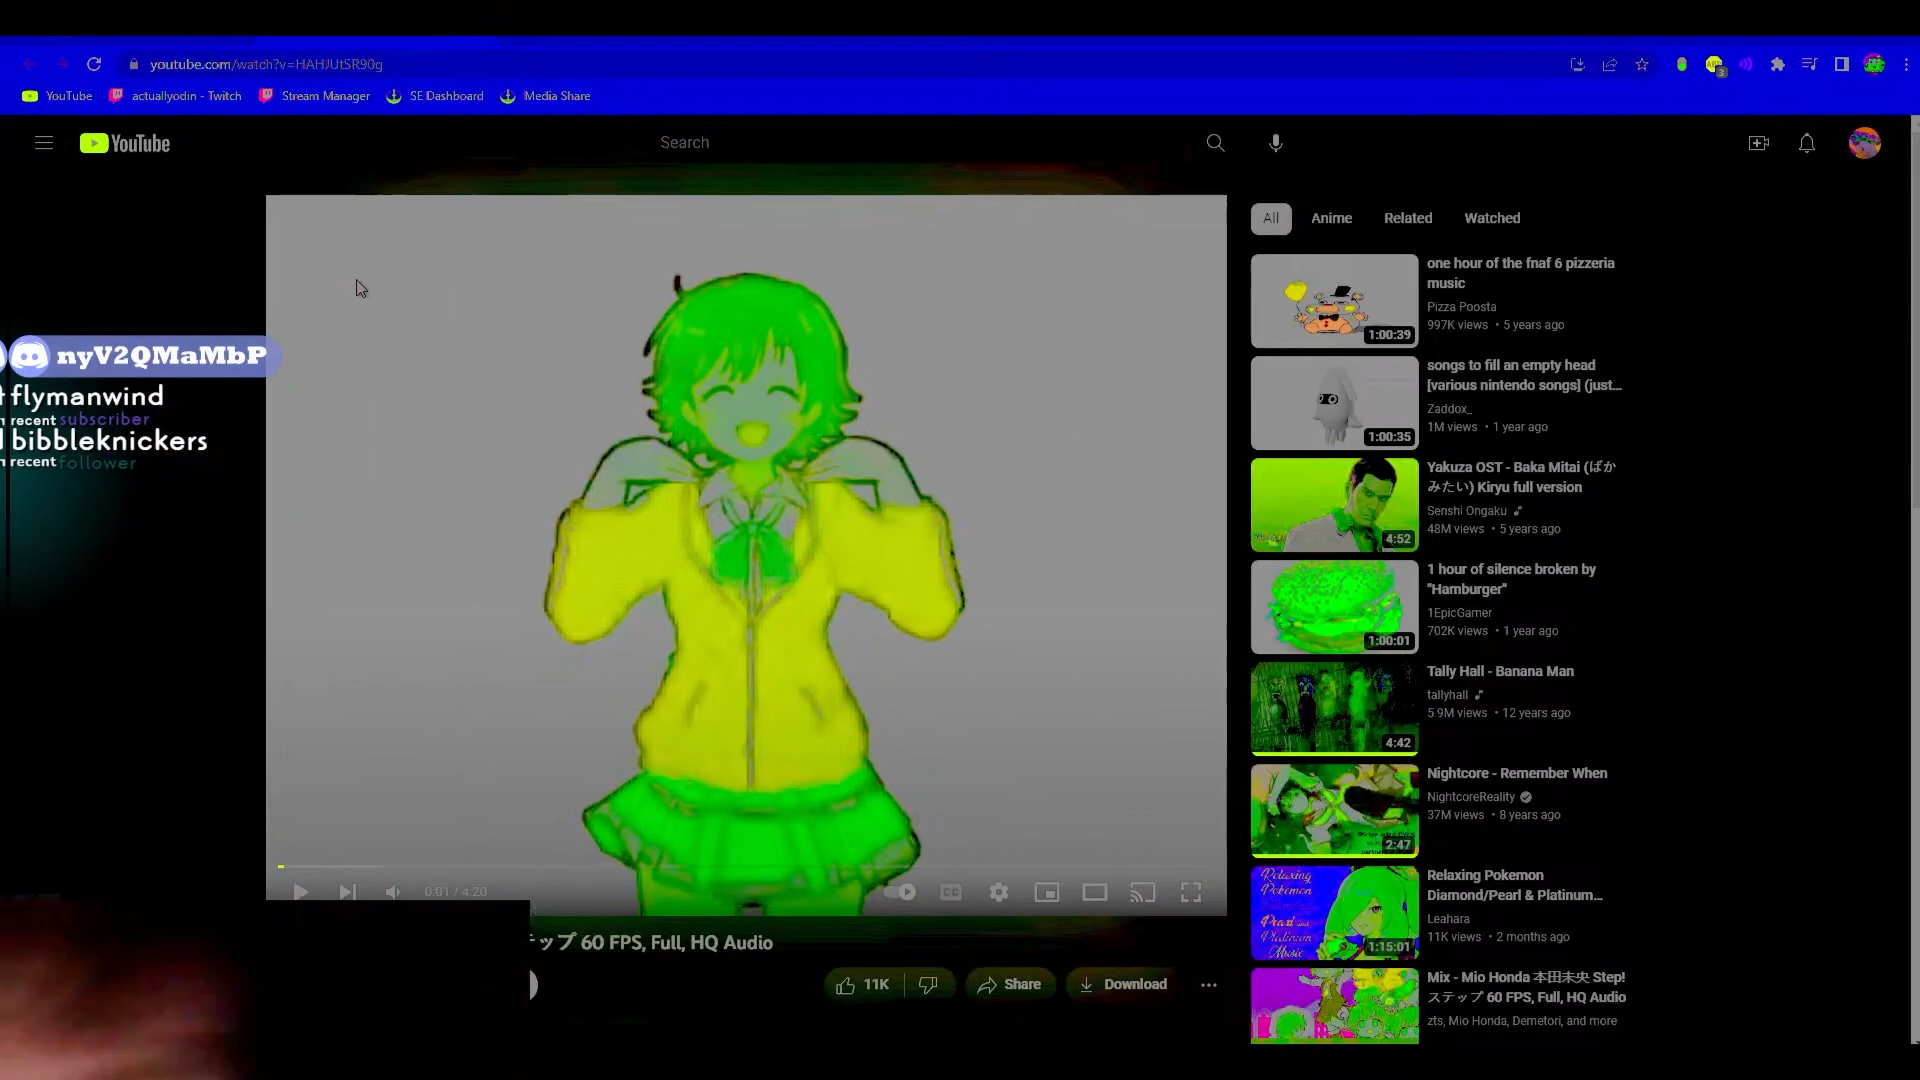 youtube.com/watch?v=HAHJUtSR90g
3
YouTube
actuallyodin - Twitch
Stream Manager
SE Dashboard
Media Share
YouTube
Search
All
Anime
Related
Watched
nyV2QMaMbP
flymanwind
recent subscriber
bibbleknickers
recent follower
0:01 / 4:20
CC
ップ 60 FPS, Full, HQ Audio
11K
Share
Download
one hour of the fnaf 6 pizzeria
music
Pizza Poosta
997K views • 5 years ago
1:00:39
songs to fill an empty head
[various nintendo songs] (just...
Zaddox_
1M views • 1 year ago
1:00:35
Yakuza OST - Baka Mitai (ばか
みたい) Kiryu full version
Senshi Ongaku
48M views • 5 years ago
4:52
1 hour of silence broken by
"Hamburger"
1EpicGamer
702K views • 1 year ago
1:00:01
Tally Hall - Banana Man
tallyhall
5.9M views • 12 years ago
4:42
Nightcore - Remember When
NightcoreReality
37M views • 8 years ago
2:47
Relaxing Pokemon
Diamond/Pearl & Platinum...
Leahara
11K views • 2 months ago
Relaxing
Pokemon
Diamond
Pearl and
Platinum
Music
1:15:01
Mix - Mio Honda 本田未央 Step!
ステップ 60 FPS, Full, HQ Audio
zts, Mio Honda, Demetori, and more